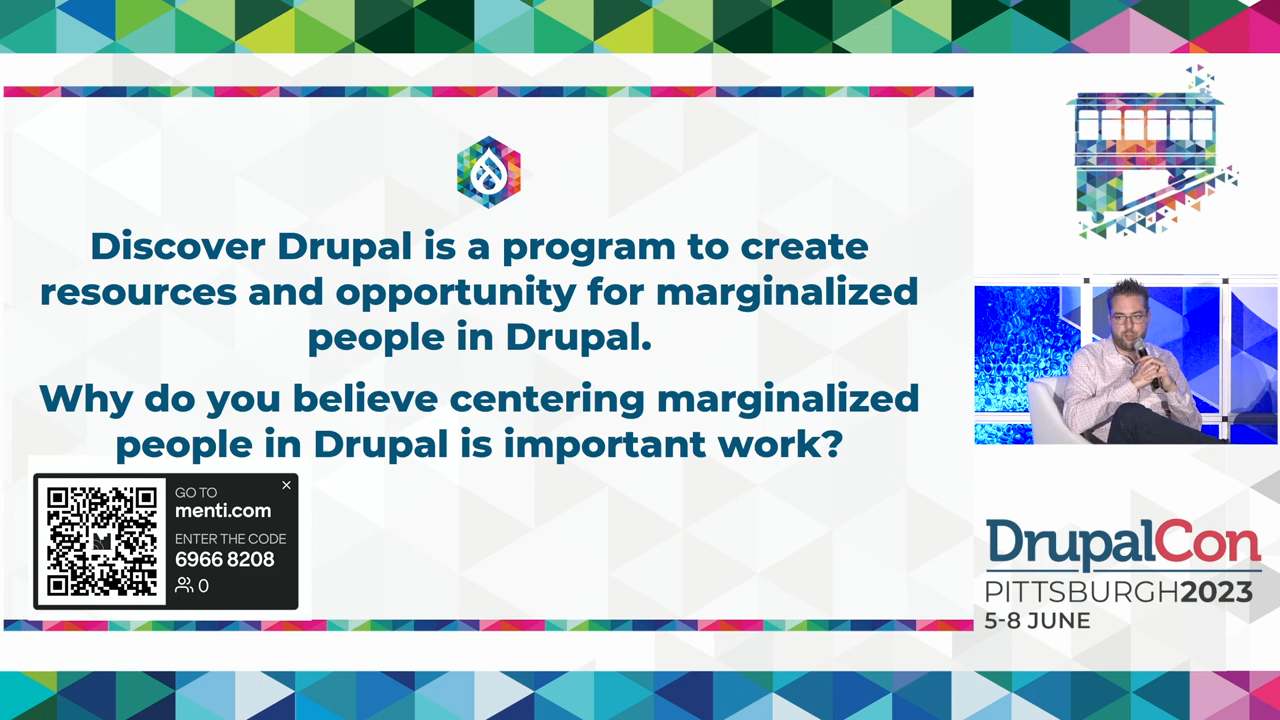 Discover Drupal is a program to create
resources and opportunity for marginalized
people in Drupal.
Why do you believe centering marginalized
people in Drupal is important work?
GO TO
menti.com
ENTER THE CODE
6966 8208
0
DrupalCon
PITTSBURGH2023
5-8 JUNE